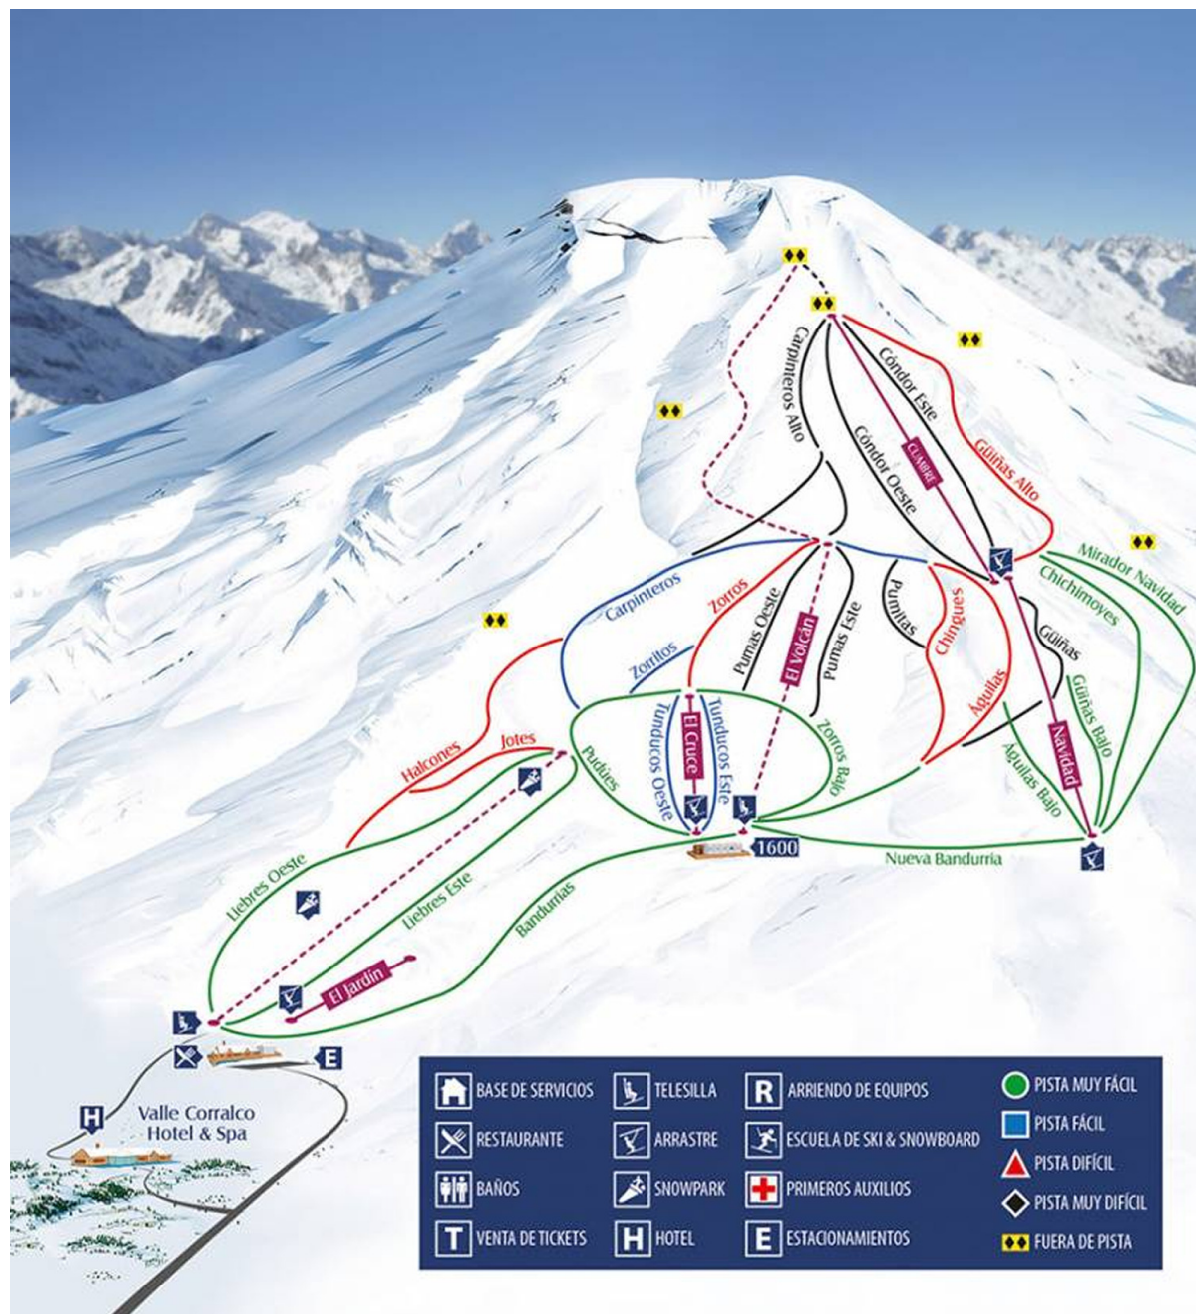 Carpinteros Alto
Cóndor Este
CUMBRE
Cóndor Oeste
Güiñas Alto
Mirador Navidad
Chichimoyes
Carpinteros
Zorros
Pumas Oeste
El Volcán
Pumas Este
Pumitas
Chingues
Águilas
Güiñas
Zorritos
Güiñas Bajo
Navidad
Aguilas Bajo
Halcones
Jotes
Pudúes
Tunducos Oeste
El Cruce
Tunducos Este
Zorros Bajo
1600
Nueva Bandurria
Liebres Oeste
Liebres Este
Bandurrias
El Jardín
E
H
Valle Corralco
Hotel & Spa
BASE DE SERVICIOS
RESTAURANTE
BAÑOS
T VENTA DE TICKETS
TELESILLA
ARRASTRE
SNOWPARK
H HOTEL
R ARRIENDO DE EQUIPOS
ESCUELA DE SKI & SNOWBOARD
PRIMEROS AUXILIOS
E ESTACIONAMIENTOS
PISTA MUY FÁCIL
PISTA FÁCIL
PISTA DIFÍCIL
PISTA MUY DIFÍCIL
FUERA DE PISTA